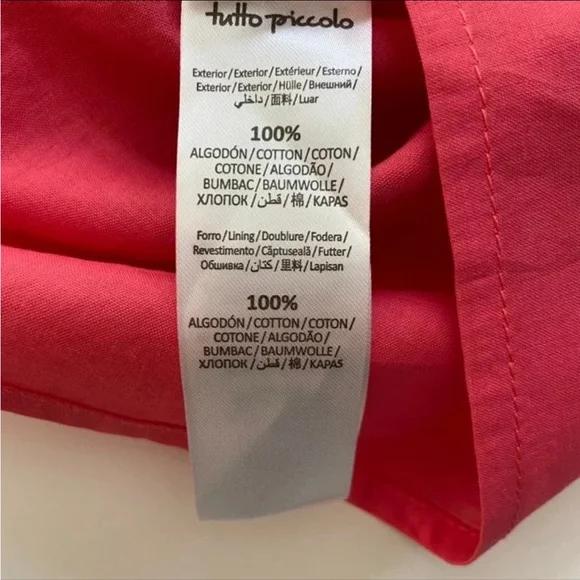 tutto piccolo
Exterior/Exterior/Extérieur/Esterno/
Exterior/Exterior/Hülle/Внешний/
داخلي/面料/Luar
100%
ALGODÓN/COTTON/COTON/
COTONE/ALGODÃO/
BUMBAC/BAUMWOLLE/
ХЛОПОК/قطن/棉/KAPAS
Forro/Lining/Doublure/Fodera/
Revestimento/Căptuseală/Futter/
Обшивка/كتان/里料/Lapisan
100%
ALGODÓN/COTTON/COTON/
COTONE/ALGODÃO/
BUMBAC/BAUMWOLLE/
ХЛОПОК/قطن/棉/KAPAS